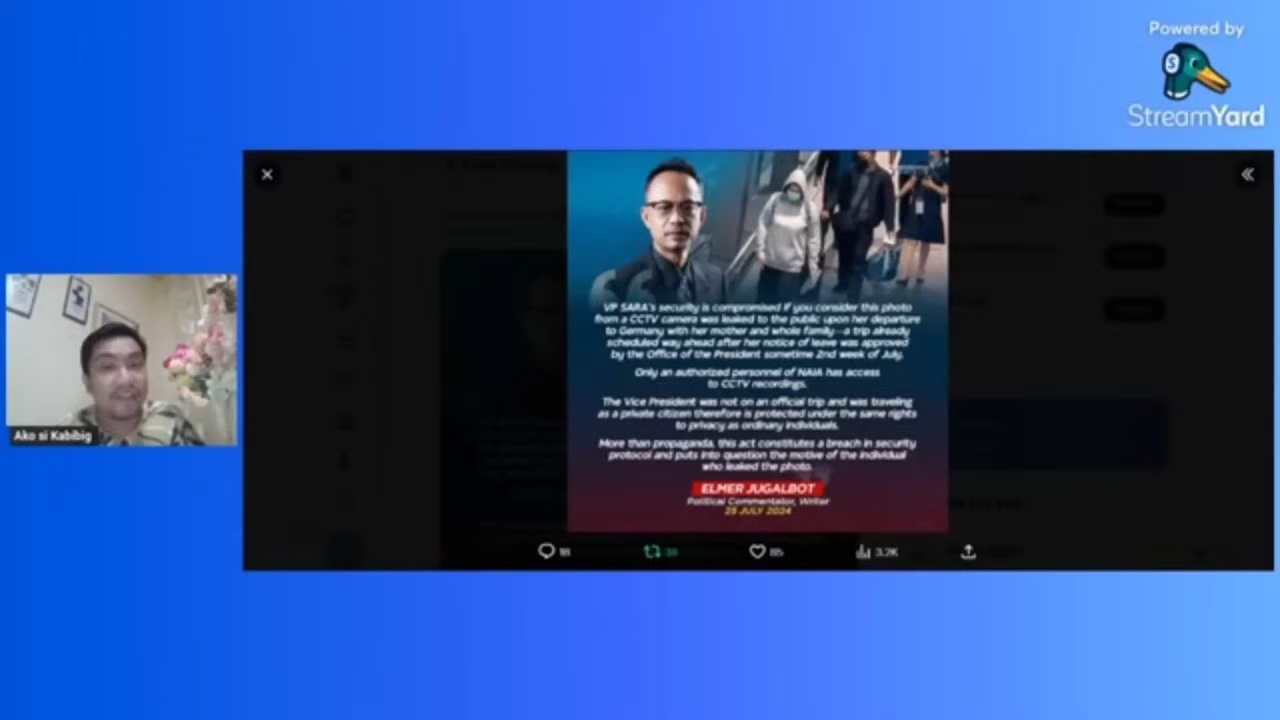 Powered by
StreamYard
VP SARA's security is compromised if you consider this photo
from a CCTV camera was leaked to the public upon her departure
to Germany with her mother and whole family—a trip already
scheduled way ahead after her notice of leave was approved
by the Office of the President sometime 2nd week of July.
Only an authorized personnel of NAIA has access
to CCTV recordings.
The Vice President was not on an official trip and was traveling
as a private citizen therefore is protected under the same rights
to privacy as ordinary individuals.
More than propaganda, this act constitutes a breach in security
protocol and puts into question the motive of the individual
who leaked the photo.
ELMER JUGALBOT
Political Commentator, Writer
25 JULY 2024
Ako si Kabibig
18
38
85
3.2K